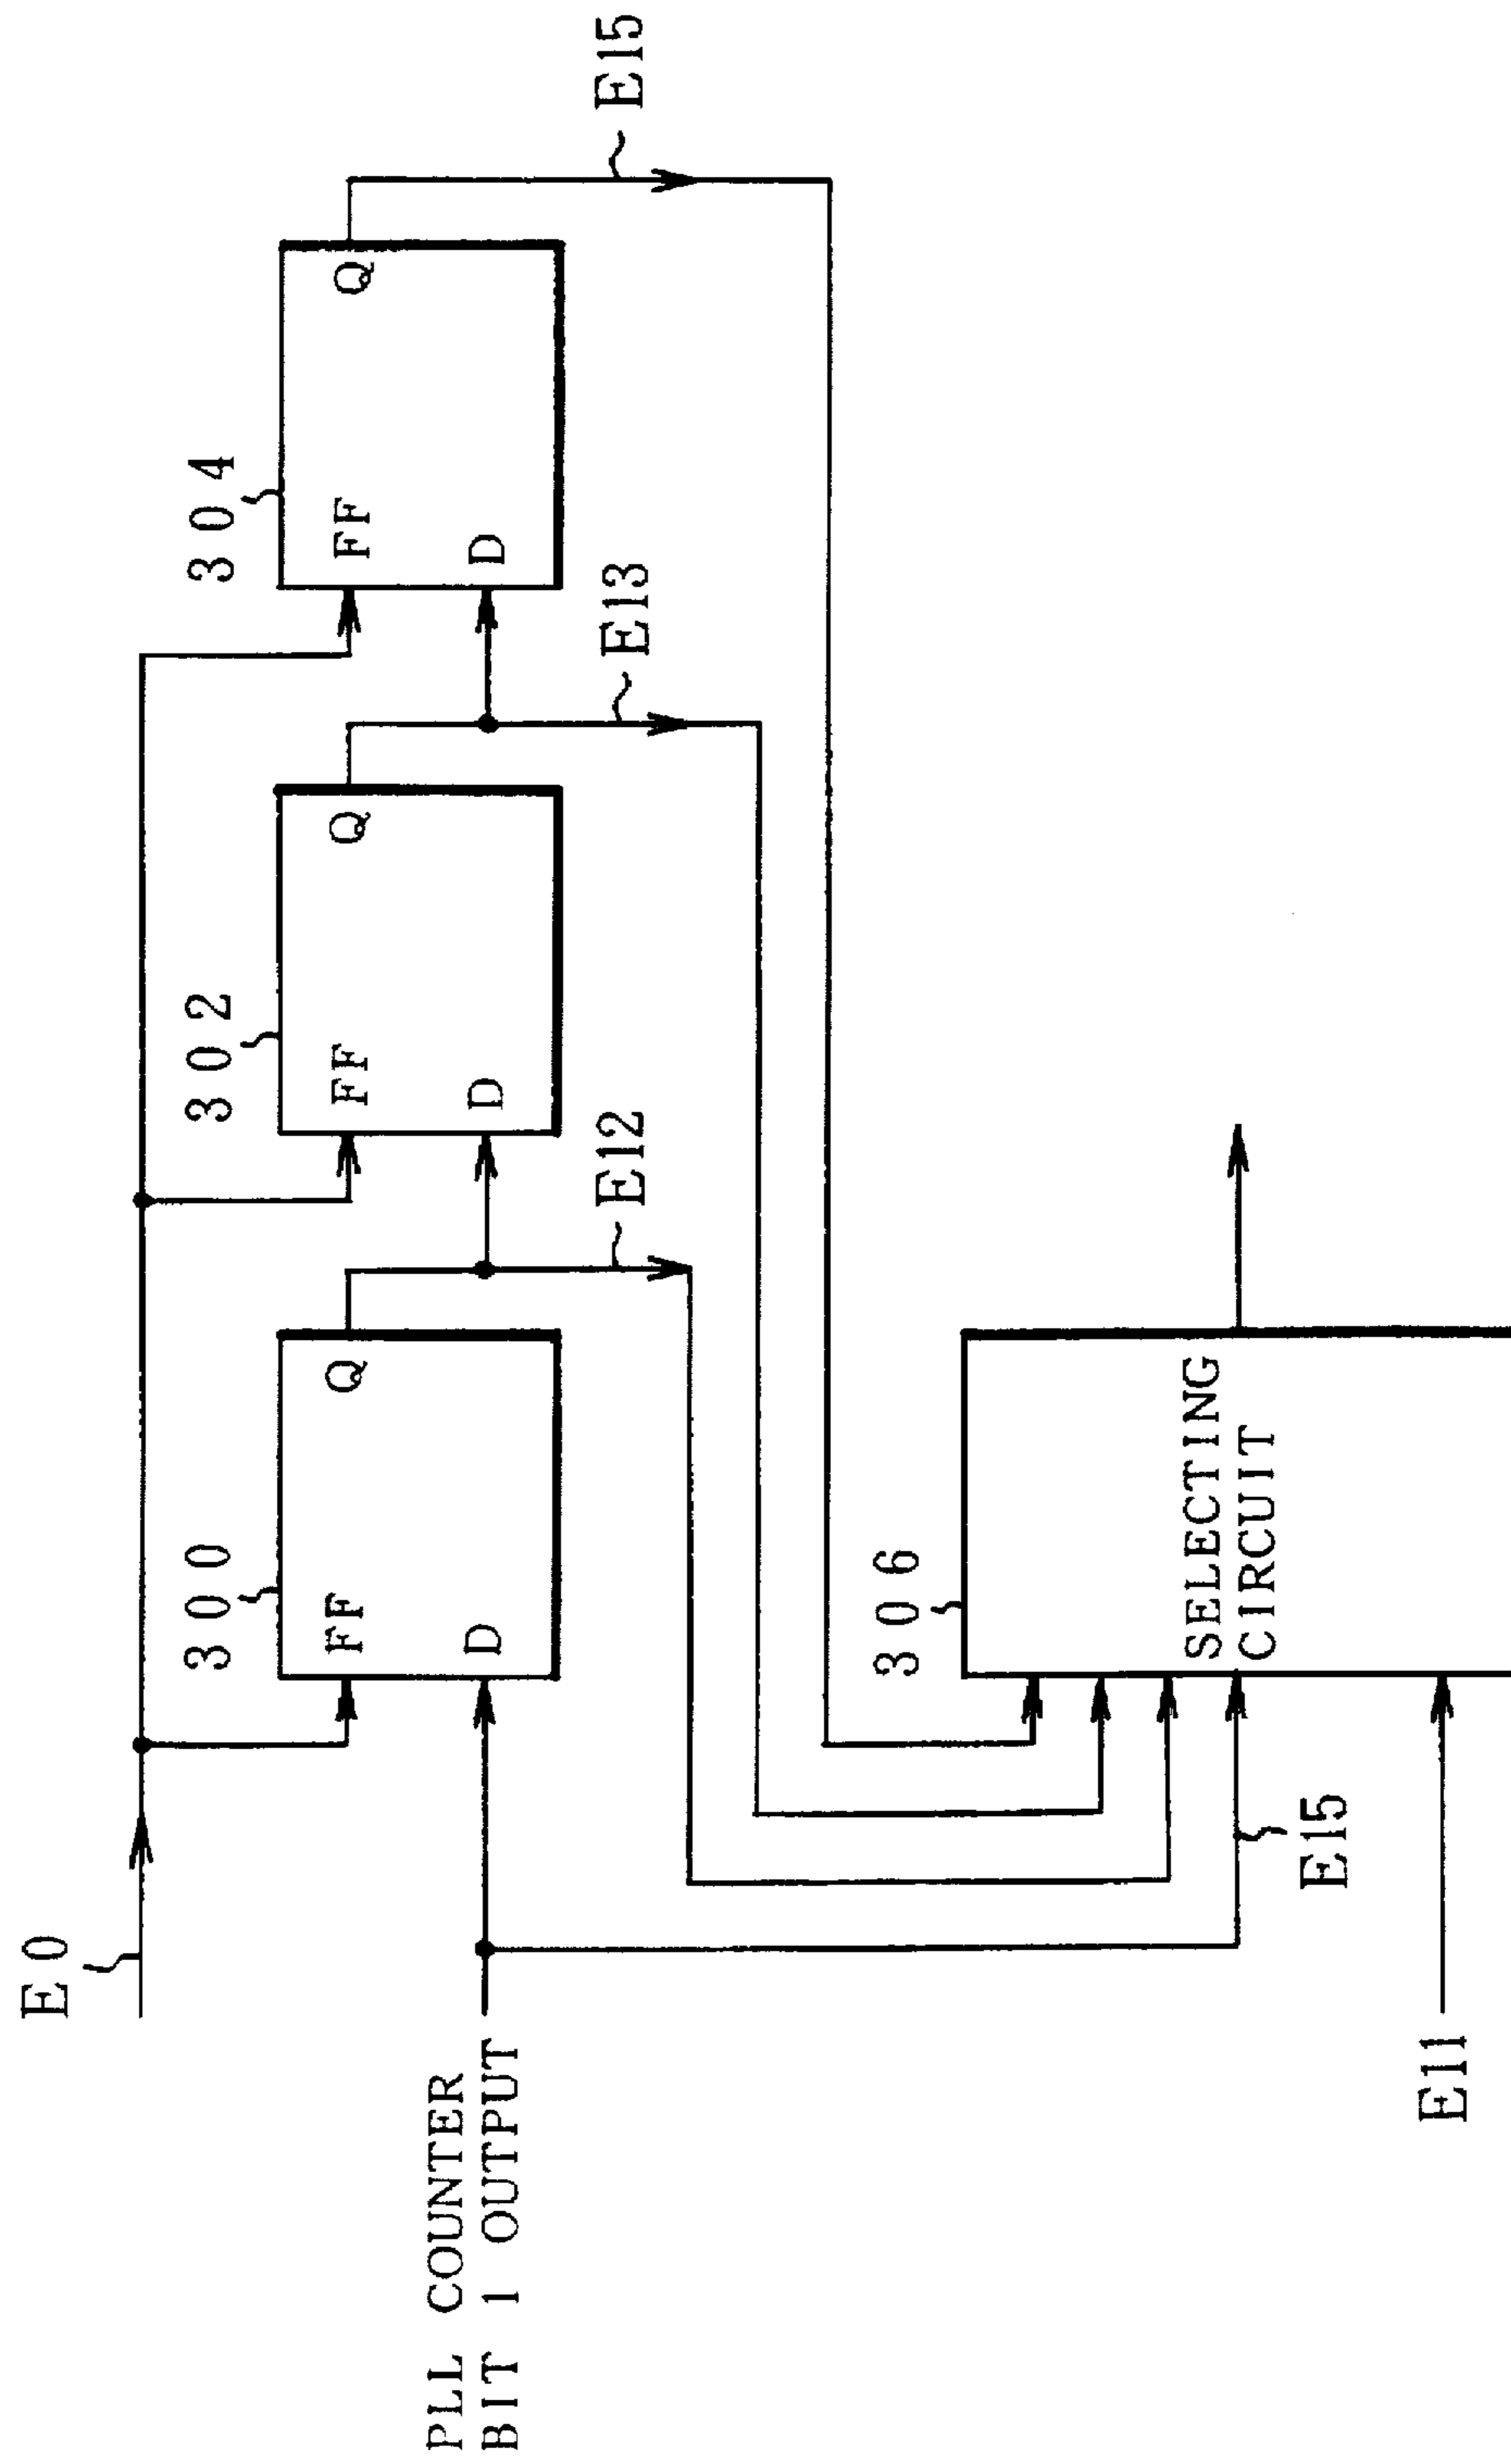 E0
PLL COUNTER
BIT 1 OUTPUT
300
FF
Q
D
E12
302
FF
Q
D
E13
304
FF
Q
D
E15
306
SELECTING
CIRCUIT
E15
E11